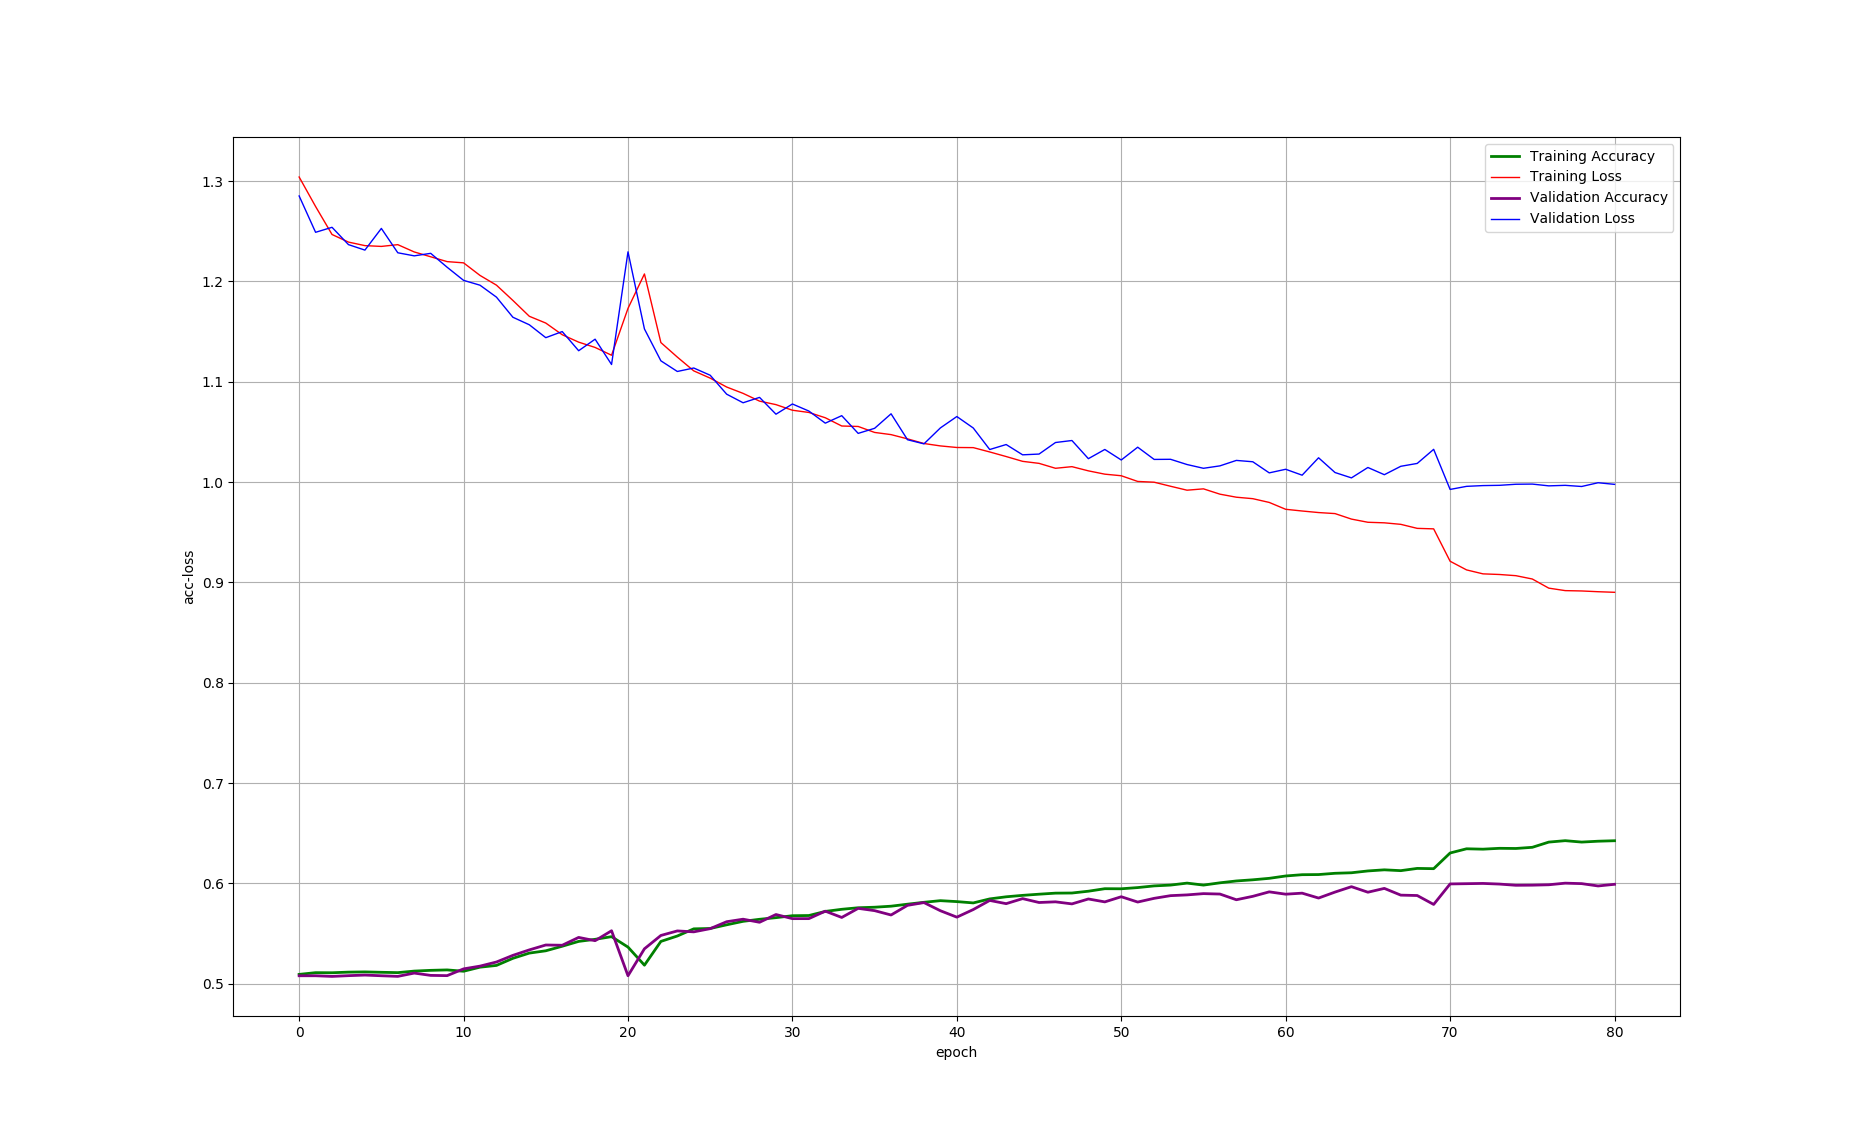 Training Accuracy
Training Loss
Validation Accuracy
Validation Loss
1.3
1.2
1.1
1.0
0.9
0.8
0.7
0.6
0.5
acc-loss
0 10 20 30 40 50 60 70 80
epoch